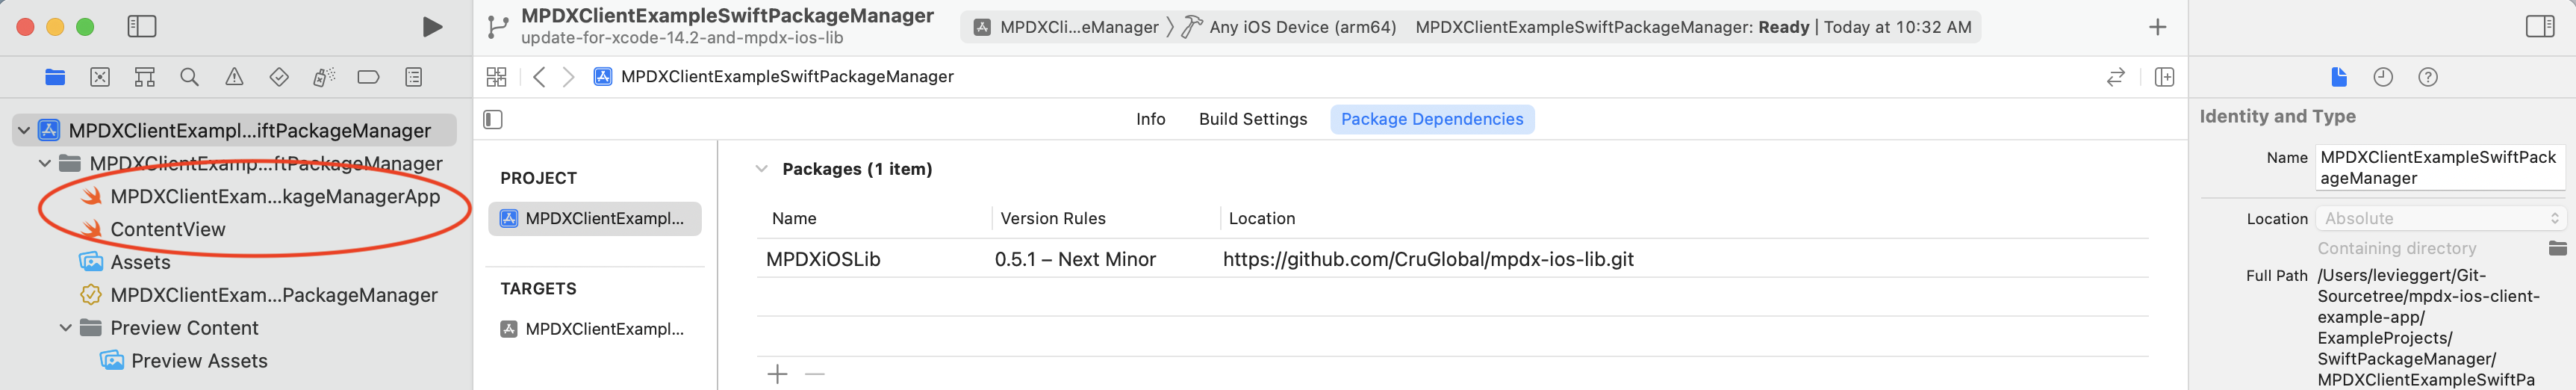 MPDXClientExampleSwiftPackageManager
update-for-xcode-14.2-and-mpdx-ios-lib
MPDXCli...eManager
Any iOS Device (arm64)
MPDXClientExampleSwiftPackageManager: Ready | Today at 10:32 AM
MPDXClientExampleSwiftPackageManager
MPDXClientExampl...iftPackageManager
MPDXClientExamp...ftPackageManager
MPDXClientExam...kageManagerApp
ContentView
Assets
MPDXClientExam...PackageManager
Preview Content
Preview Assets
Info
Build Settings
Package Dependencies
PROJECT
MPDXClientExampl...
TARGETS
MPDXClientExampl...
Packages (1 item)
Name Version Rules Location
MPDXiOSLib 0.5.1 – Next Minor https://github.com/CruGlobal/mpdx-ios-lib.git
Identity and Type
Name MPDXClientExampleSwiftPack
ageManager
Location Absolute
Containing directory
Full Path /Users/levieggert/Git-
Sourcetree/mpdx-ios-client-
example-app/
ExampleProjects/
SwiftPackageManager/
MPDXClientExampleSwiftPa